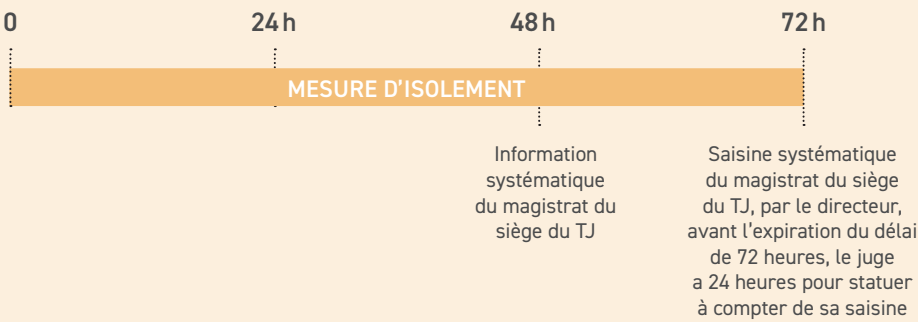 0
24 h
48 h
72 h
MESURE D'ISOLEMENT
Information
systématique
du magistrat du
siège du TJ
Saisine systématique
du magistrat du siège
du TJ, par le directeur,
avant l'expiration du délai
de 72 heures, le juge
a 24 heures pour statuer
à compter de sa saisine